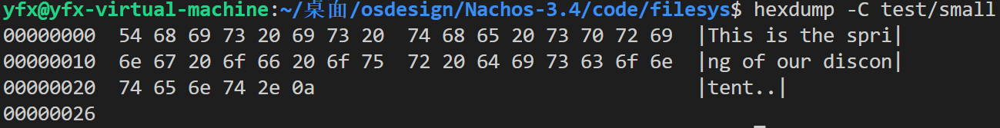 yfx@yfx-virtual-machine:~/桌面/osdesign/Nachos-3.4/code/filesys$ hexdump -C test/small
00000000  54 68 69 73 20 69 73 20  74 68 65 20 73 70 72 69  |This is the spri|
00000010  6e 67 20 6f 66 20 6f 75  72 20 64 69 73 63 6f 6e  |ng of our discon|
00000020  74 65 6e 74 2e 0a                                 |tent..|
00000026